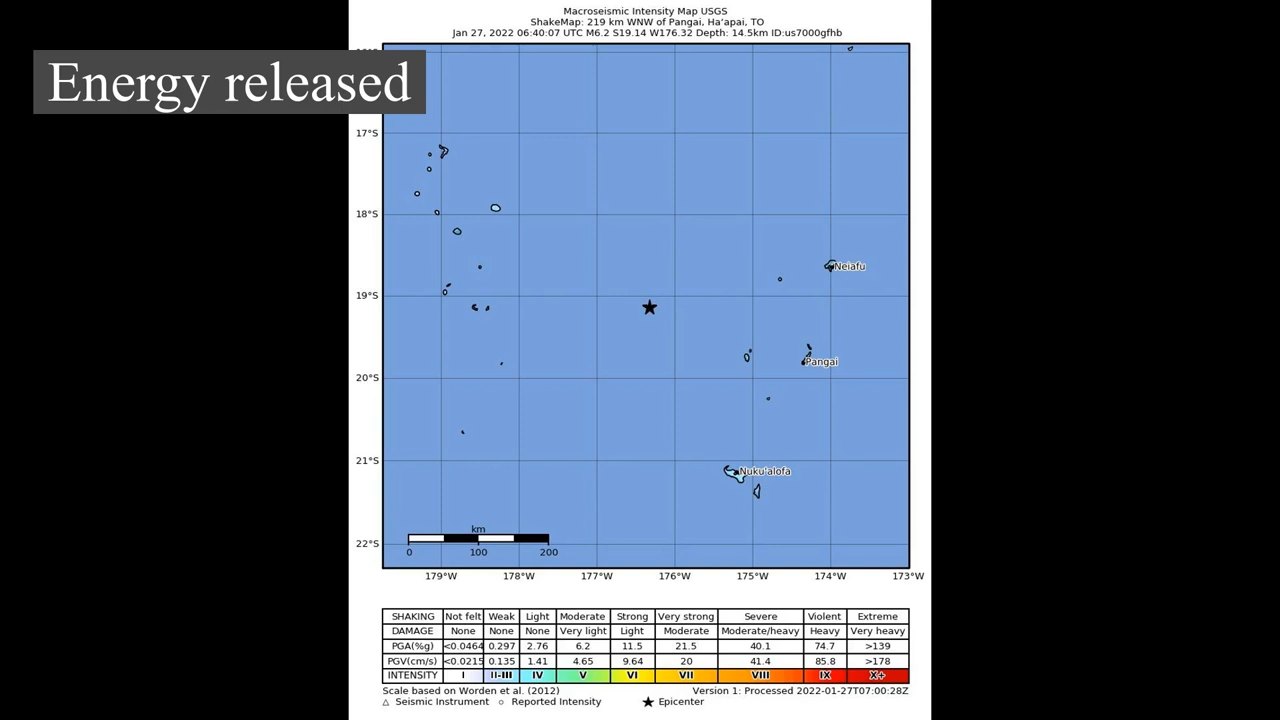 Macroseismic Intensity Map USGS
ShakeMap: 219 km WNW of Pangai, Ha‘apai, TO
Jan 27, 2022 06:40:07 UTC M6.2 S19.14 W176.32 Depth: 14.5km ID:us7000gfhb
Energy released
17°S
18°S
Neiafu
19°S
Pangai
20°S
21°S
Nuku‘alofa
km
22°S
0 100 200
179°W 178°W 177°W 176°W 175°W 174°W 173°W
SHAKING Not felt Weak Light Moderate Strong Very strong Severe Violent Extreme
DAMAGE None None None Very light Light Moderate Moderate/heavy Heavy Very heavy
PGA(%g) <0.0464 0.297 2.76 6.2 11.5 21.5 40.1 74.7 >139
PGV(cm/s) <0.0215 0.135 1.41 4.65 9.64 20 41.4 85.8 >178
INTENSITY I II-III IV V VI VII VIII IX X+
Scale based on Worden et al. (2012) Version 1: Processed 2022-01-27T07:00:28Z
△ Seismic Instrument ○ Reported Intensity ★ Epicenter